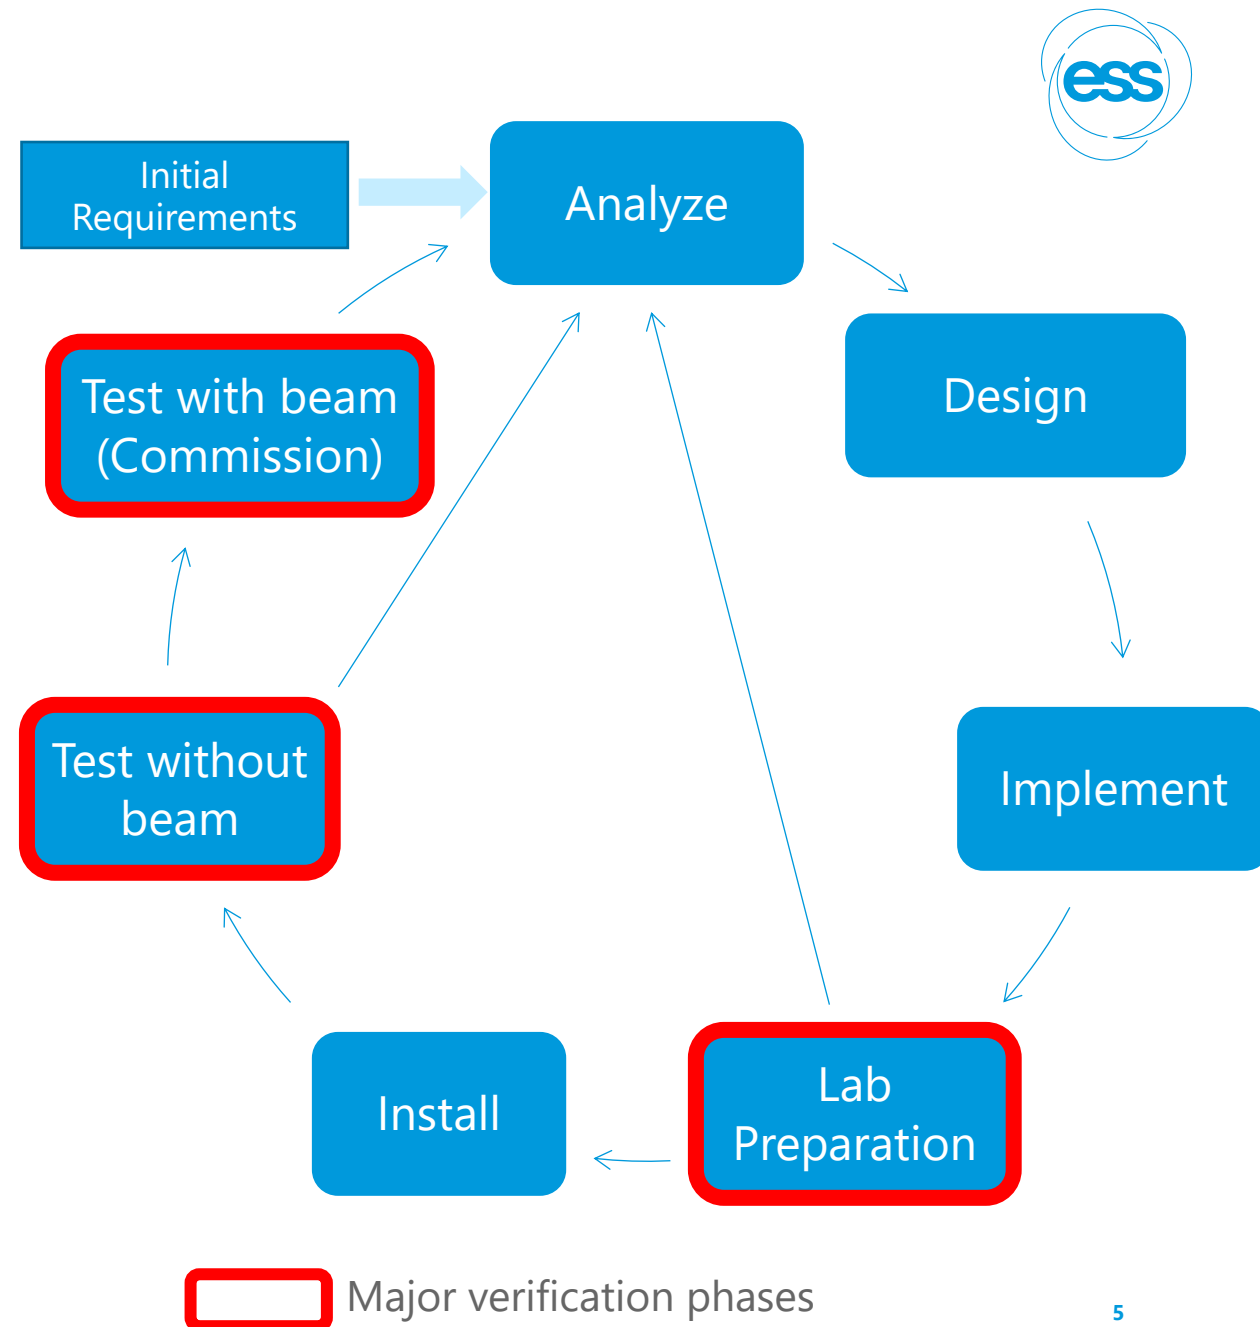 ess
Initial
Requirements
Analyze
Design
Test with beam
(Commission)
Implement
Test without
beam
Lab
Preparation
Install
Major verification phases
5